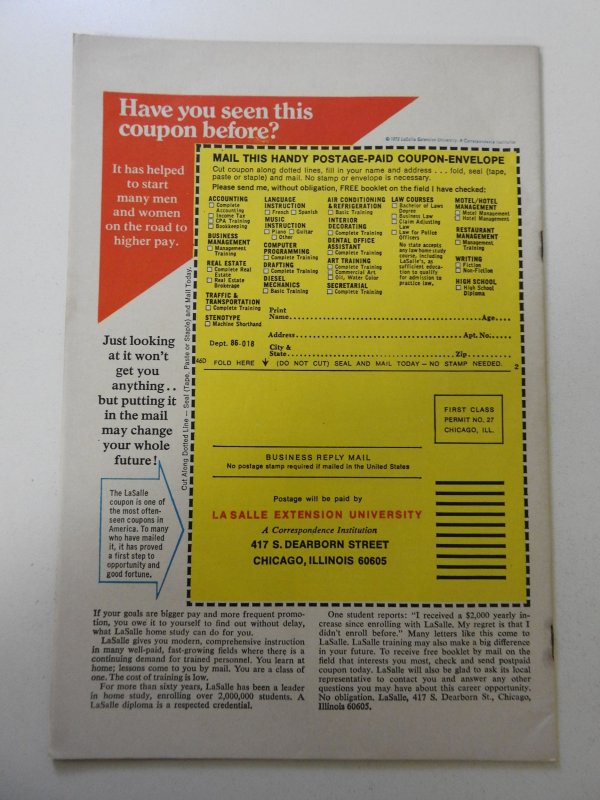 Have you seen this
coupon before?
© 1973 LaSalle Extension University. A Correspondence Institution
It has helped
to start
many men
and women
on the road to
higher pay.
Just looking
at it won't
get you
anything..
but putting it
in the mail
may change
your whole
future!
The LaSalle
coupon is one of
the most often-
seen coupons in
America. To many
who have mailed
it, it has proved
a first step to
opportunity and
good fortune.
Cut Along Dotted Line — Seal (Tape, Paste or Staple) and Mail Today.
MAIL THIS HANDY POSTAGE-PAID COUPON-ENVELOPE
Cut coupon along dotted lines, fill in your name and address . . . fold, seal (tape,
paste or staple) and mail. No stamp or envelope is necessary.
Please send me, without obligation, FREE booklet on the field I have checked:
ACCOUNTING
Complete
Accounting
Income Tax
CPA Training
Bookkeeping
BUSINESS
MANAGEMENT
Management
Training
REAL ESTATE
Complete Real
Estate
Real Estate
Brokerage
TRAFFIC &
TRANSPORTATION
Complete Training
STENOTYPE
Machine Shorthand
LANGUAGE
INSTRUCTION
French Spanish
MUSIC
INSTRUCTION
Piano Guitar
Other
COMPUTER
PROGRAMMING
Complete Training
DRAFTING
Complete Training
DIESEL
MECHANICS
Basic Training
AIR CONDITIONING
& REFRIGERATION
Basic Training
INTERIOR
DECORATING
Complete Training
DENTAL OFFICE
ASSISTANT
Complete Training
ART TRAINING
Complete Training
Commercial Art
Oil, Water Color
SECRETARIAL
Complete Training
LAW COURSES
Bachelor of Laws
Degree
Business Law
Claim Adjusting
Law
Law for Police
Officers
No state accepts
any law home study
course, including
LaSalle's, as
sufficient educa-
tion to qualify
for admission to
practice law.
MOTEL/HOTEL
MANAGEMENT
Motel Management
Hotel Management
RESTAURANT
MANAGEMENT
Management
Training
WRITING
Fiction
Non-Fiction
HIGH SCHOOL
High School
Diploma
Print
Name Age
Address Apt. No.
Dept. 86-018
City &
State Zip
46D FOLD HERE (DO NOT CUT) SEAL AND MAIL TODAY – NO STAMP NEEDED. 2
FIRST CLASS
PERMIT NO. 27
CHICAGO, ILL.
BUSINESS REPLY MAIL
No postage stamp required if mailed in the United States
Postage will be paid by
LA SALLE EXTENSION UNIVERSITY
A Correspondence Institution
417 S. DEARBORN STREET
CHICAGO, ILLINOIS 60605
If your goals are bigger pay and more frequent promo-
tion, you owe it to yourself to find out without delay,
what LaSalle home study can do for you.
LaSalle gives you modern, comprehensive instruction
in many well-paid, fast-growing fields where there is a
continuing demand for trained personnel. You learn at
home; lessons come to you by mail. You are a class of
one. The cost of training is low.
For more than sixty years, LaSalle has been a leader
in home study, enrolling over 2,000,000 students. A
LaSalle diploma is a respected credential.
One student reports: "I received a $2,000 yearly in-
crease since enrolling with LaSalle. My regret is that I
didn't enroll before." Many letters like this come to
LaSalle. LaSalle training may also make a big difference
in your future. To receive free booklet by mail on the
field that interests you most, check and send postpaid
coupon today. LaSalle will also be glad to ask its local
representative to contact you and answer any other
questions you may have about this career opportunity.
No obligation. LaSalle, 417 S. Dearborn St., Chicago,
Illinois 60605.